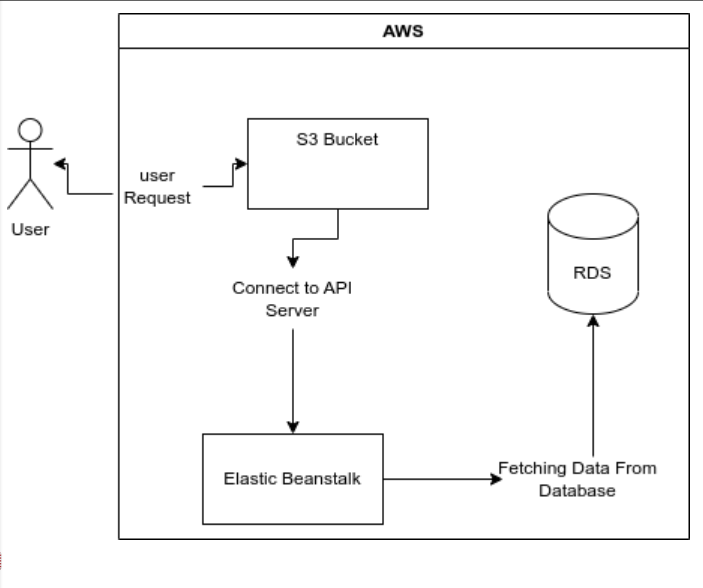 AWS
S3 Bucket
user
Request
User
RDS
Connect to API
Server
Elastic Beanstalk
Fetching Data From
Database